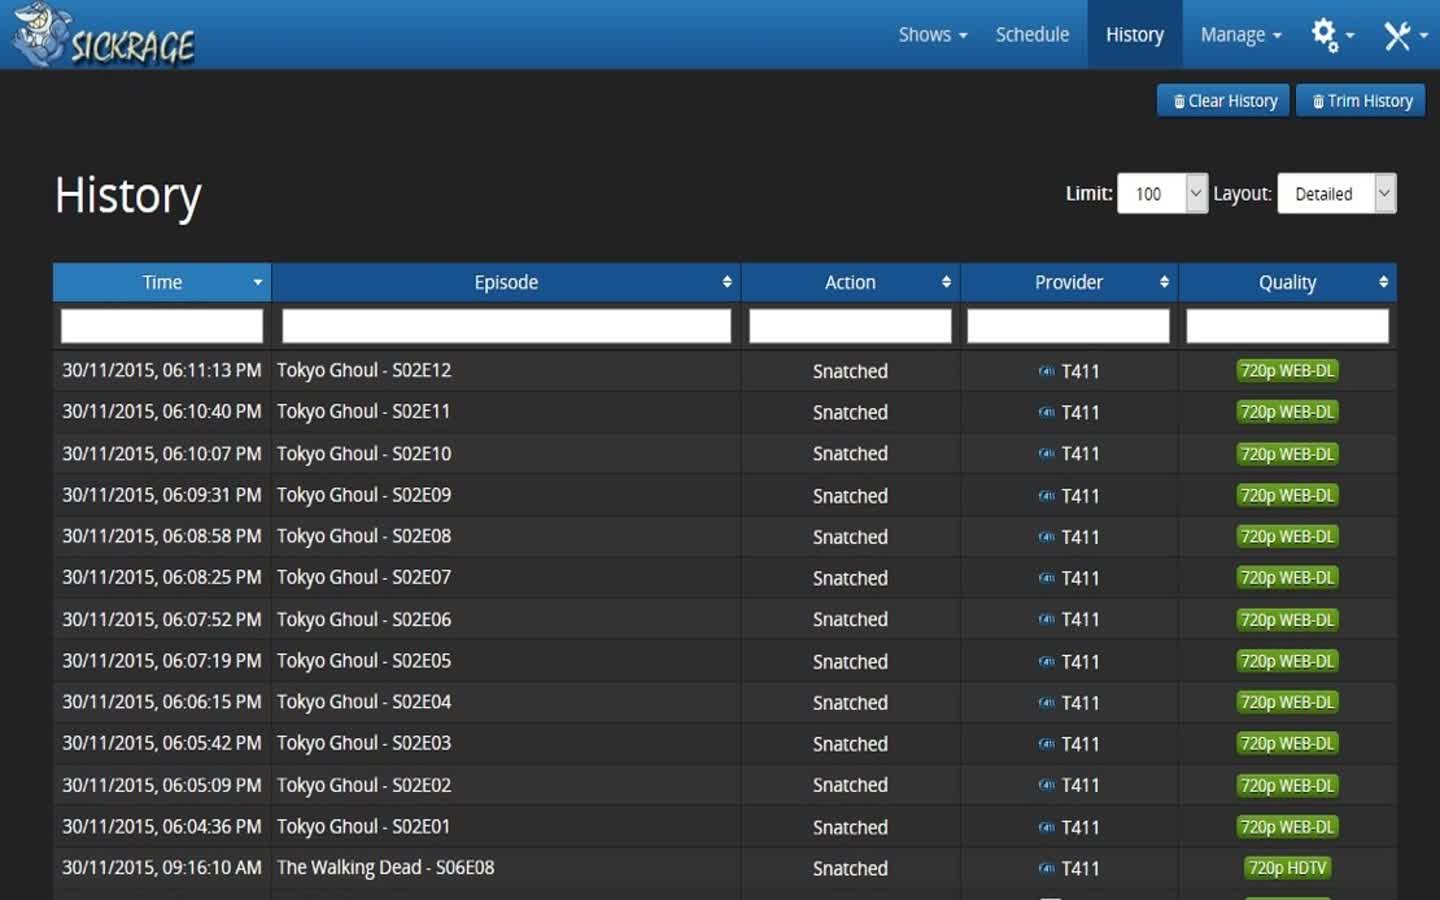 SICKRAGE
Shows Schedule History Manage
Clear History Trim History
History
Limit: 100 Layout: Detailed
Time Episode Action Provider Quality
30/11/2015, 06:11:13 PM Tokyo Ghoul - S02E12 Snatched T411 720p WEB-DL
30/11/2015, 06:10:40 PM Tokyo Ghoul - S02E11 Snatched T411 720p WEB-DL
30/11/2015, 06:10:07 PM Tokyo Ghoul - S02E10 Snatched T411 720p WEB-DL
30/11/2015, 06:09:31 PM Tokyo Ghoul - S02E09 Snatched T411 720p WEB-DL
30/11/2015, 06:08:58 PM Tokyo Ghoul - S02E08 Snatched T411 720p WEB-DL
30/11/2015, 06:08:25 PM Tokyo Ghoul - S02E07 Snatched T411 720p WEB-DL
30/11/2015, 06:07:52 PM Tokyo Ghoul - S02E06 Snatched T411 720p WEB-DL
30/11/2015, 06:07:19 PM Tokyo Ghoul - S02E05 Snatched T411 720p WEB-DL
30/11/2015, 06:06:15 PM Tokyo Ghoul - S02E04 Snatched T411 720p WEB-DL
30/11/2015, 06:05:42 PM Tokyo Ghoul - S02E03 Snatched T411 720p WEB-DL
30/11/2015, 06:05:09 PM Tokyo Ghoul - S02E02 Snatched T411 720p WEB-DL
30/11/2015, 06:04:36 PM Tokyo Ghoul - S02E01 Snatched T411 720p WEB-DL
30/11/2015, 09:16:10 AM The Walking Dead - S06E08 Snatched T411 720p HDTV